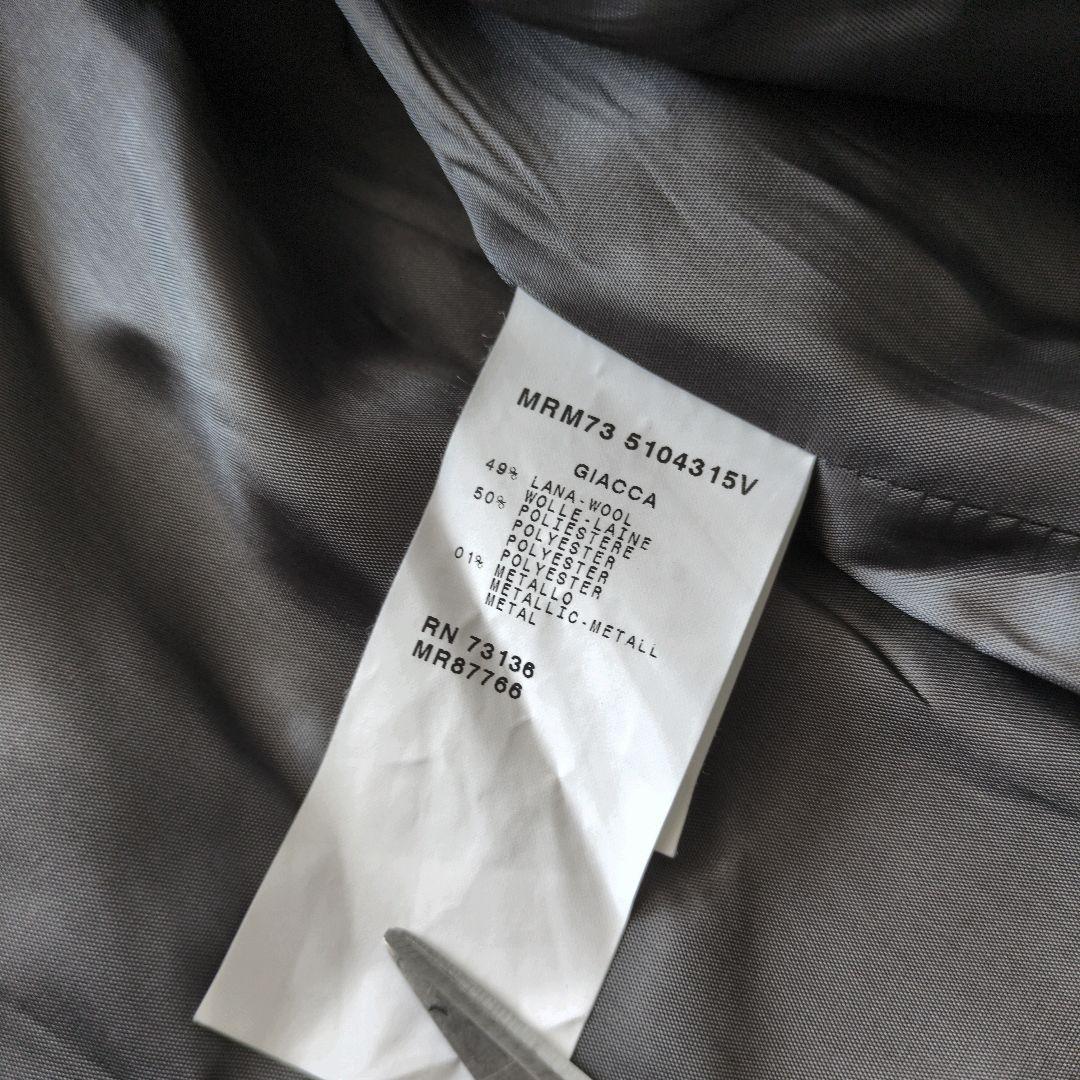 MRM73 5104315V
GIACCA
49% LANA-WOOL
WOLLE-LAINE
50% POLIESTERE
POLYESTER
POLYESTER
POLYESTER
01% METALLO
METALLIC-METALL
METAL
RN 73136
MR87766